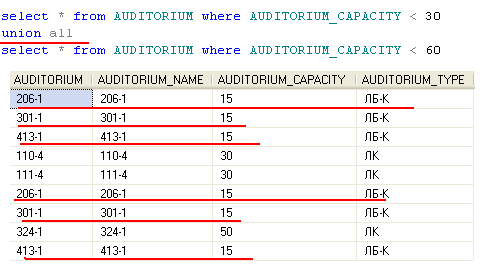 select * from AUDITORIUM where AUDITORIUM_CAPACITY < 30
union all
select * from AUDITORIUM where AUDITORIUM_CAPACITY < 60
AUDITORIUM AUDITORIUM_NAME AUDITORIUM_CAPACITY AUDITORIUM_TYPE
206-1 206-1 15 ЛБ-К
301-1 301-1 15 ЛБ-К
413-1 413-1 15 ЛБ-К
110-4 110-4 30 ЛК
111-4 111-4 30 ЛК
206-1 206-1 15 ЛБ-К
301-1 301-1 15 ЛБ-К
324-1 324-1 50 ЛК
413-1 413-1 15 ЛБ-К